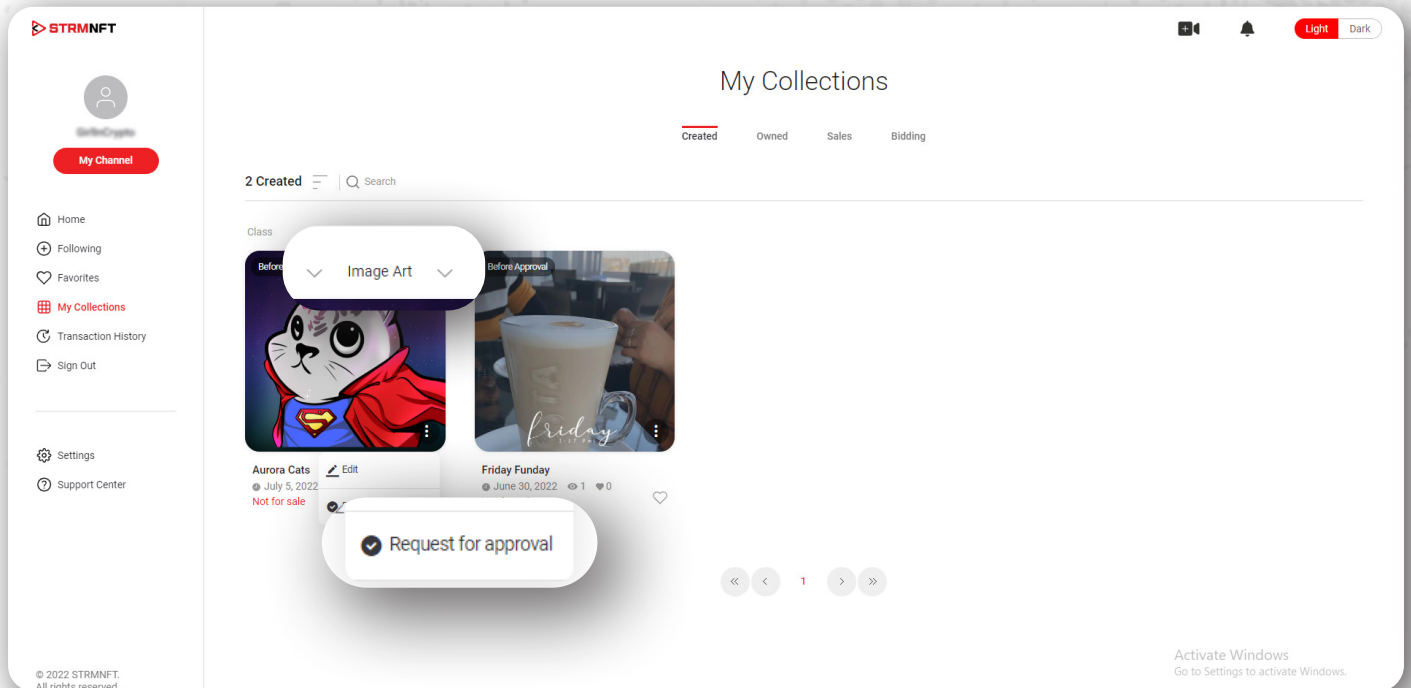 STRMNFT
Light Dark
My Channel
Home
Following
Favorites
My Collections
Transaction History
Sign Out
Settings
Support Center
© 2022 STRMNFT.
All rights reserved
My Collections
Created Owned Sales Bidding
2 Created Search
Class
Image Art
Before
Before Approval
friday
Aurora Cats
July 5, 2022
Not for sale
Edit
Request for approval
Friday Funday
June 30, 2022 1 0
1
Activate Windows
Go to Settings to activate Windows.